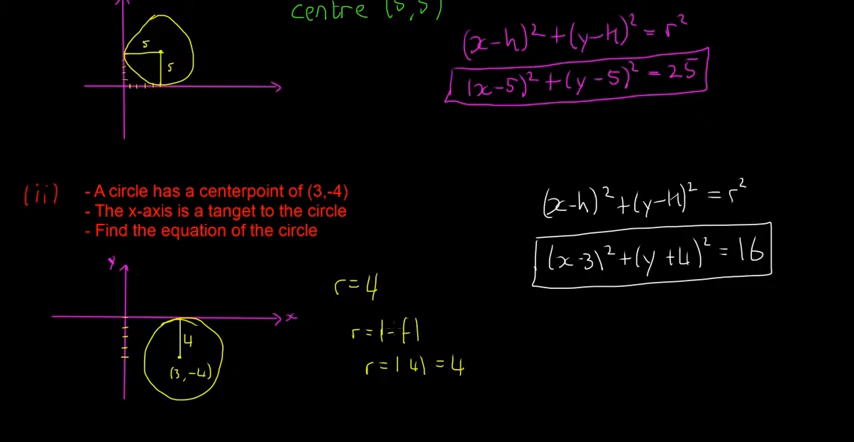 centre (5,5)
5
5
(x-h)² + (y-k)² = r²
(x-5)² + (y-5)² = 25
(ii)
- A circle has a centerpoint of (3,-4)
- The x-axis is a tanget to the circle
- Find the equation of the circle
(x-h)² + (y-k)² = r²
(x-3)² + (y+4)² = 16
y
x
4
(3,-4)
r = 4
r = |-f|
r = |4| = 4